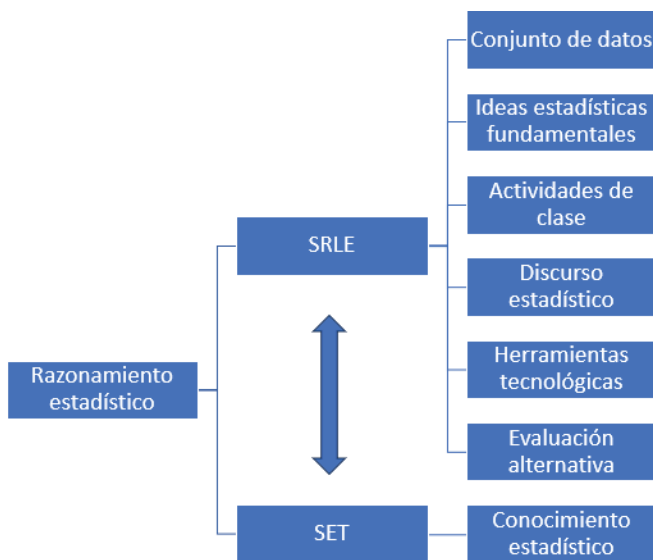 Conjunto de datos
Ideas estadísticas
fundamentales
Actividades de
clase
SRLE
Discurso
estadístico
Razonamiento
estadístico
Herramientas
tecnológicas
Evaluación
alternativa
SET
Conocimiento
estadístico